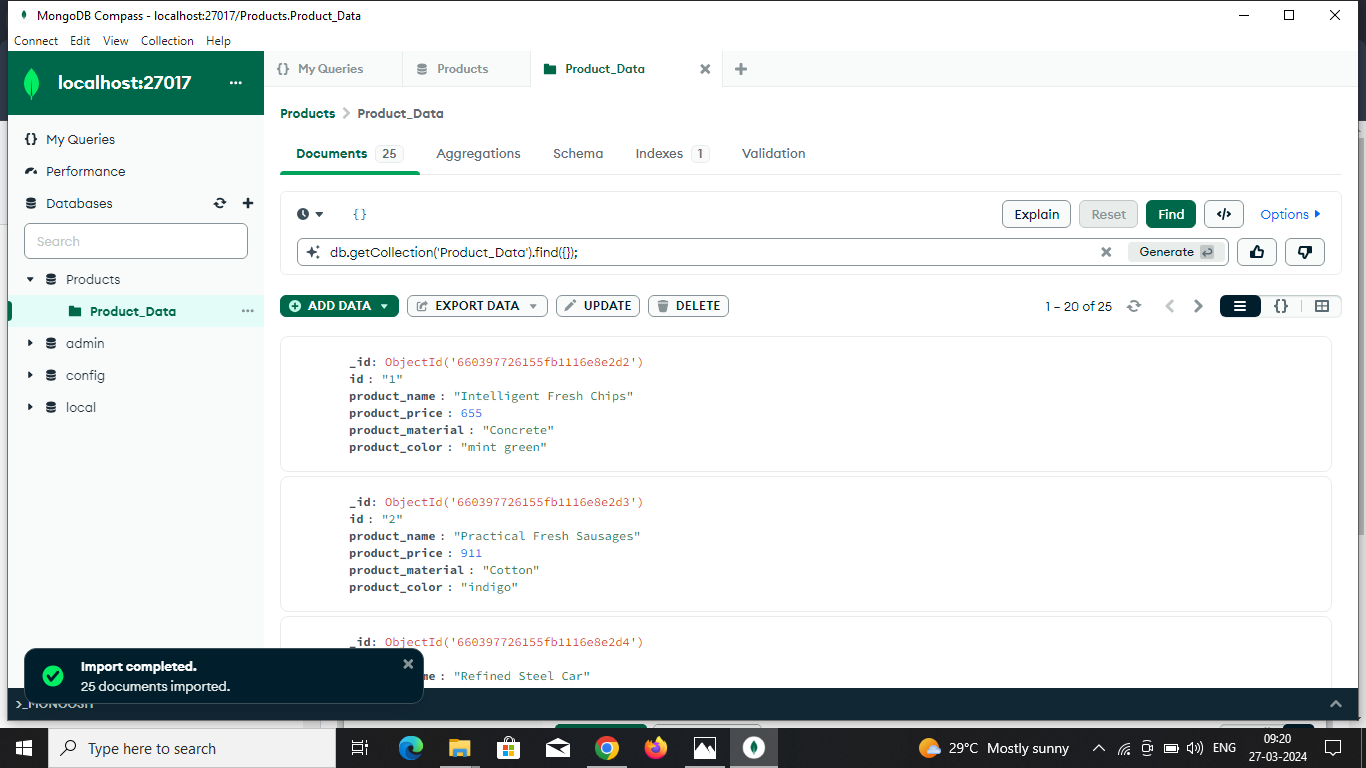 MongoDB Compass - localhost:27017/Products.Product_Data
Connect Edit View Collection Help
localhost:27017 ...
{} My Queries
Products
Product_Data
My Queries
Performance
Databases
Search
Products
Product_Data
admin
config
local
Products > Product_Data
Documents 25 Aggregations Schema Indexes 1 Validation
{} Explain Reset Find </> Options
db.getCollection('Product_Data').find({}); Generate
ADD DATA EXPORT DATA UPDATE DELETE 1 – 20 of 25 {}
_id: ObjectId('660397726155fb1116e8e2d2')
id : "1"
product_name : "Intelligent Fresh Chips"
product_price : 655
product_material : "Concrete"
product_color : "mint green"
_id: ObjectId('660397726155fb1116e8e2d3')
id : "2"
product_name : "Practical Fresh Sausages"
product_price : 911
product_material : "Cotton"
product_color : "indigo"
_id: ObjectId('660397726155fb1116e8e2d4')
me : "Refined Steel Car"
Import completed.
25 documents imported.
>_MONGOSH
Type here to search
29°C Mostly sunny
ENG
09:20
27-03-2024